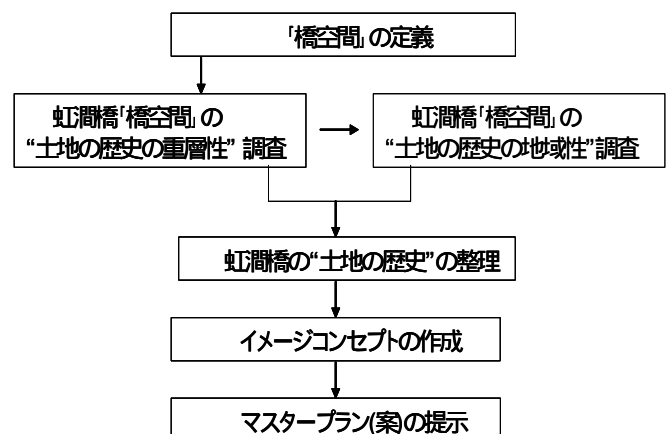 「橋空間」の定義
虹澗橋「橋空間」の
“土地の歴史の重層性” 調査
虹澗橋「橋空間」の
“土地の歴史の地域性”調査
虹澗橋の“土地の歴史”の整理
イメージコンセプトの作成
マスタープラン(案)の提示